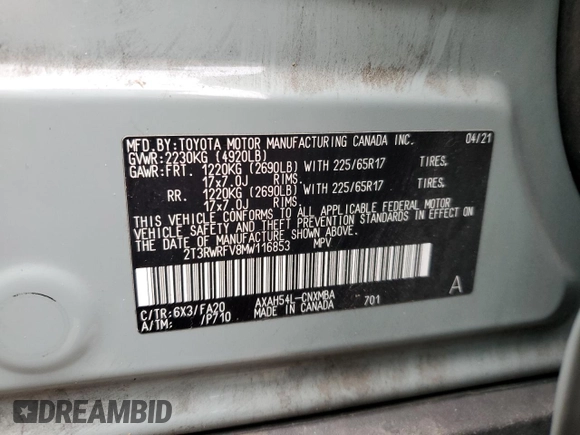 MFD.BY:TOYOTA MOTOR MANUFACTURING CANADA INC. 04/21
GVWR:2230KG (4920LB)
GAWR:FRT. 1220KG (2690LB) WITH 225/65R17 TIRES.
17x7.0J RIMS.
RR. 1220KG (2690LB) WITH 225/65R17 TIRES.
17x7.0J RIMS.
THIS VEHICLE CONFORMS TO ALL APPLICABLE FEDERAL MOTOR
VEHICLE SAFETY AND THEFT PREVENTION STANDARDS IN EFFECT ON
THE DATE OF MANUFACTURE SHOWN ABOVE.
2T3RWRFV8MW116853 MPV
C/TR:6X3/FA20 AXAH54L-CNXMBA A
A/TM: /P710 MADE IN CANADA 701
DREAMBID